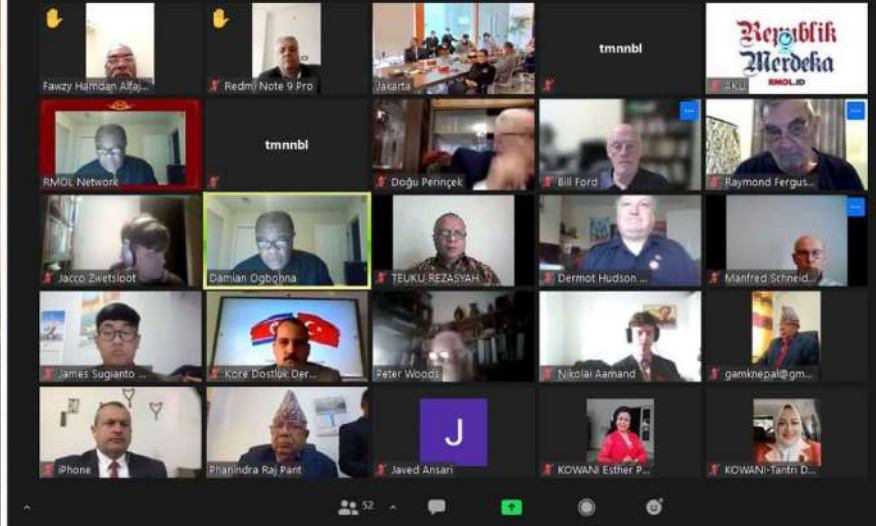 Fawzy Hamdan Alfaj...
Redmi Note 9 Pro
Jakarta
tmnnbl
Republik
Merdeka
RMOL.ID
AKU
RMOL Network
tmnnbl
Doğu Perinçek
Bill Ford
Raymond Fergus...
Jacco Zwetsloot
Damian Ogbonna
TEUKU REZASYAH
Dermot Hudson ...
Manfred Schneid...
James Sugianto ...
Kore Dostluk Der...
Peter Woods
Nikolai Aamand
gamknepal@gm...
iPhone
Phanindra Raj Pant
J
Javed Ansari
KOWANI Esther P...
KOWANI-Tantri D...
52